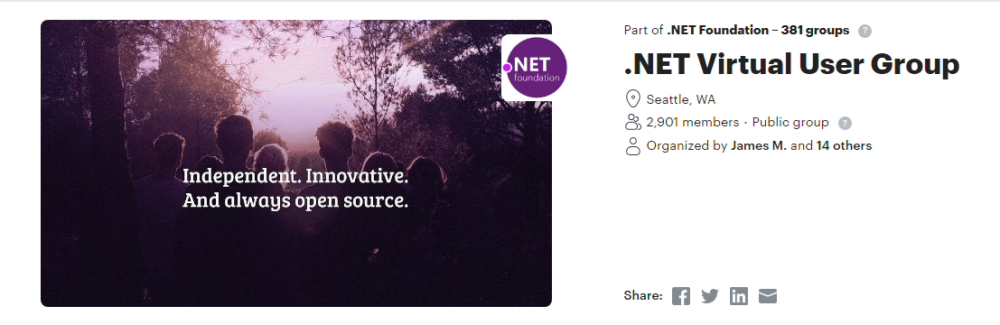 .NET
foundation
Independent. Innovative.
And always open source.
Part of .NET Foundation – 381 groups ?
.NET Virtual User Group
Seattle, WA
2,901 members · Public group ?
Organized by James M. and 14 others
Share: